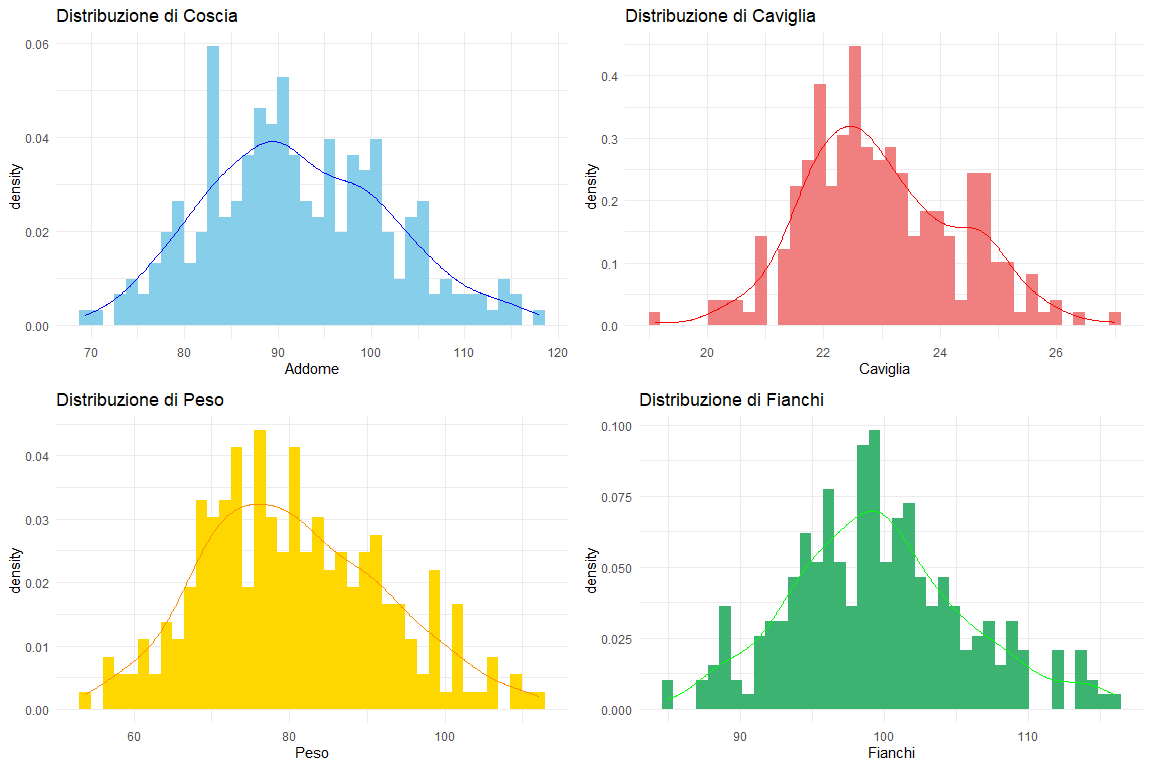 Distribuzione di Coscia
density
0.06
0.04
0.02
0.00
70 80 90 100 110 120
Addome
Distribuzione di Caviglia
density
0.4
0.3
0.2
0.1
0.0
20 22 24 26
Caviglia
Distribuzione di Peso
density
0.04
0.03
0.02
0.01
0.00
60 80 100
Peso
Distribuzione di Fianchi
density
0.100
0.075
0.050
0.025
0.000
90 100 110
Fianchi